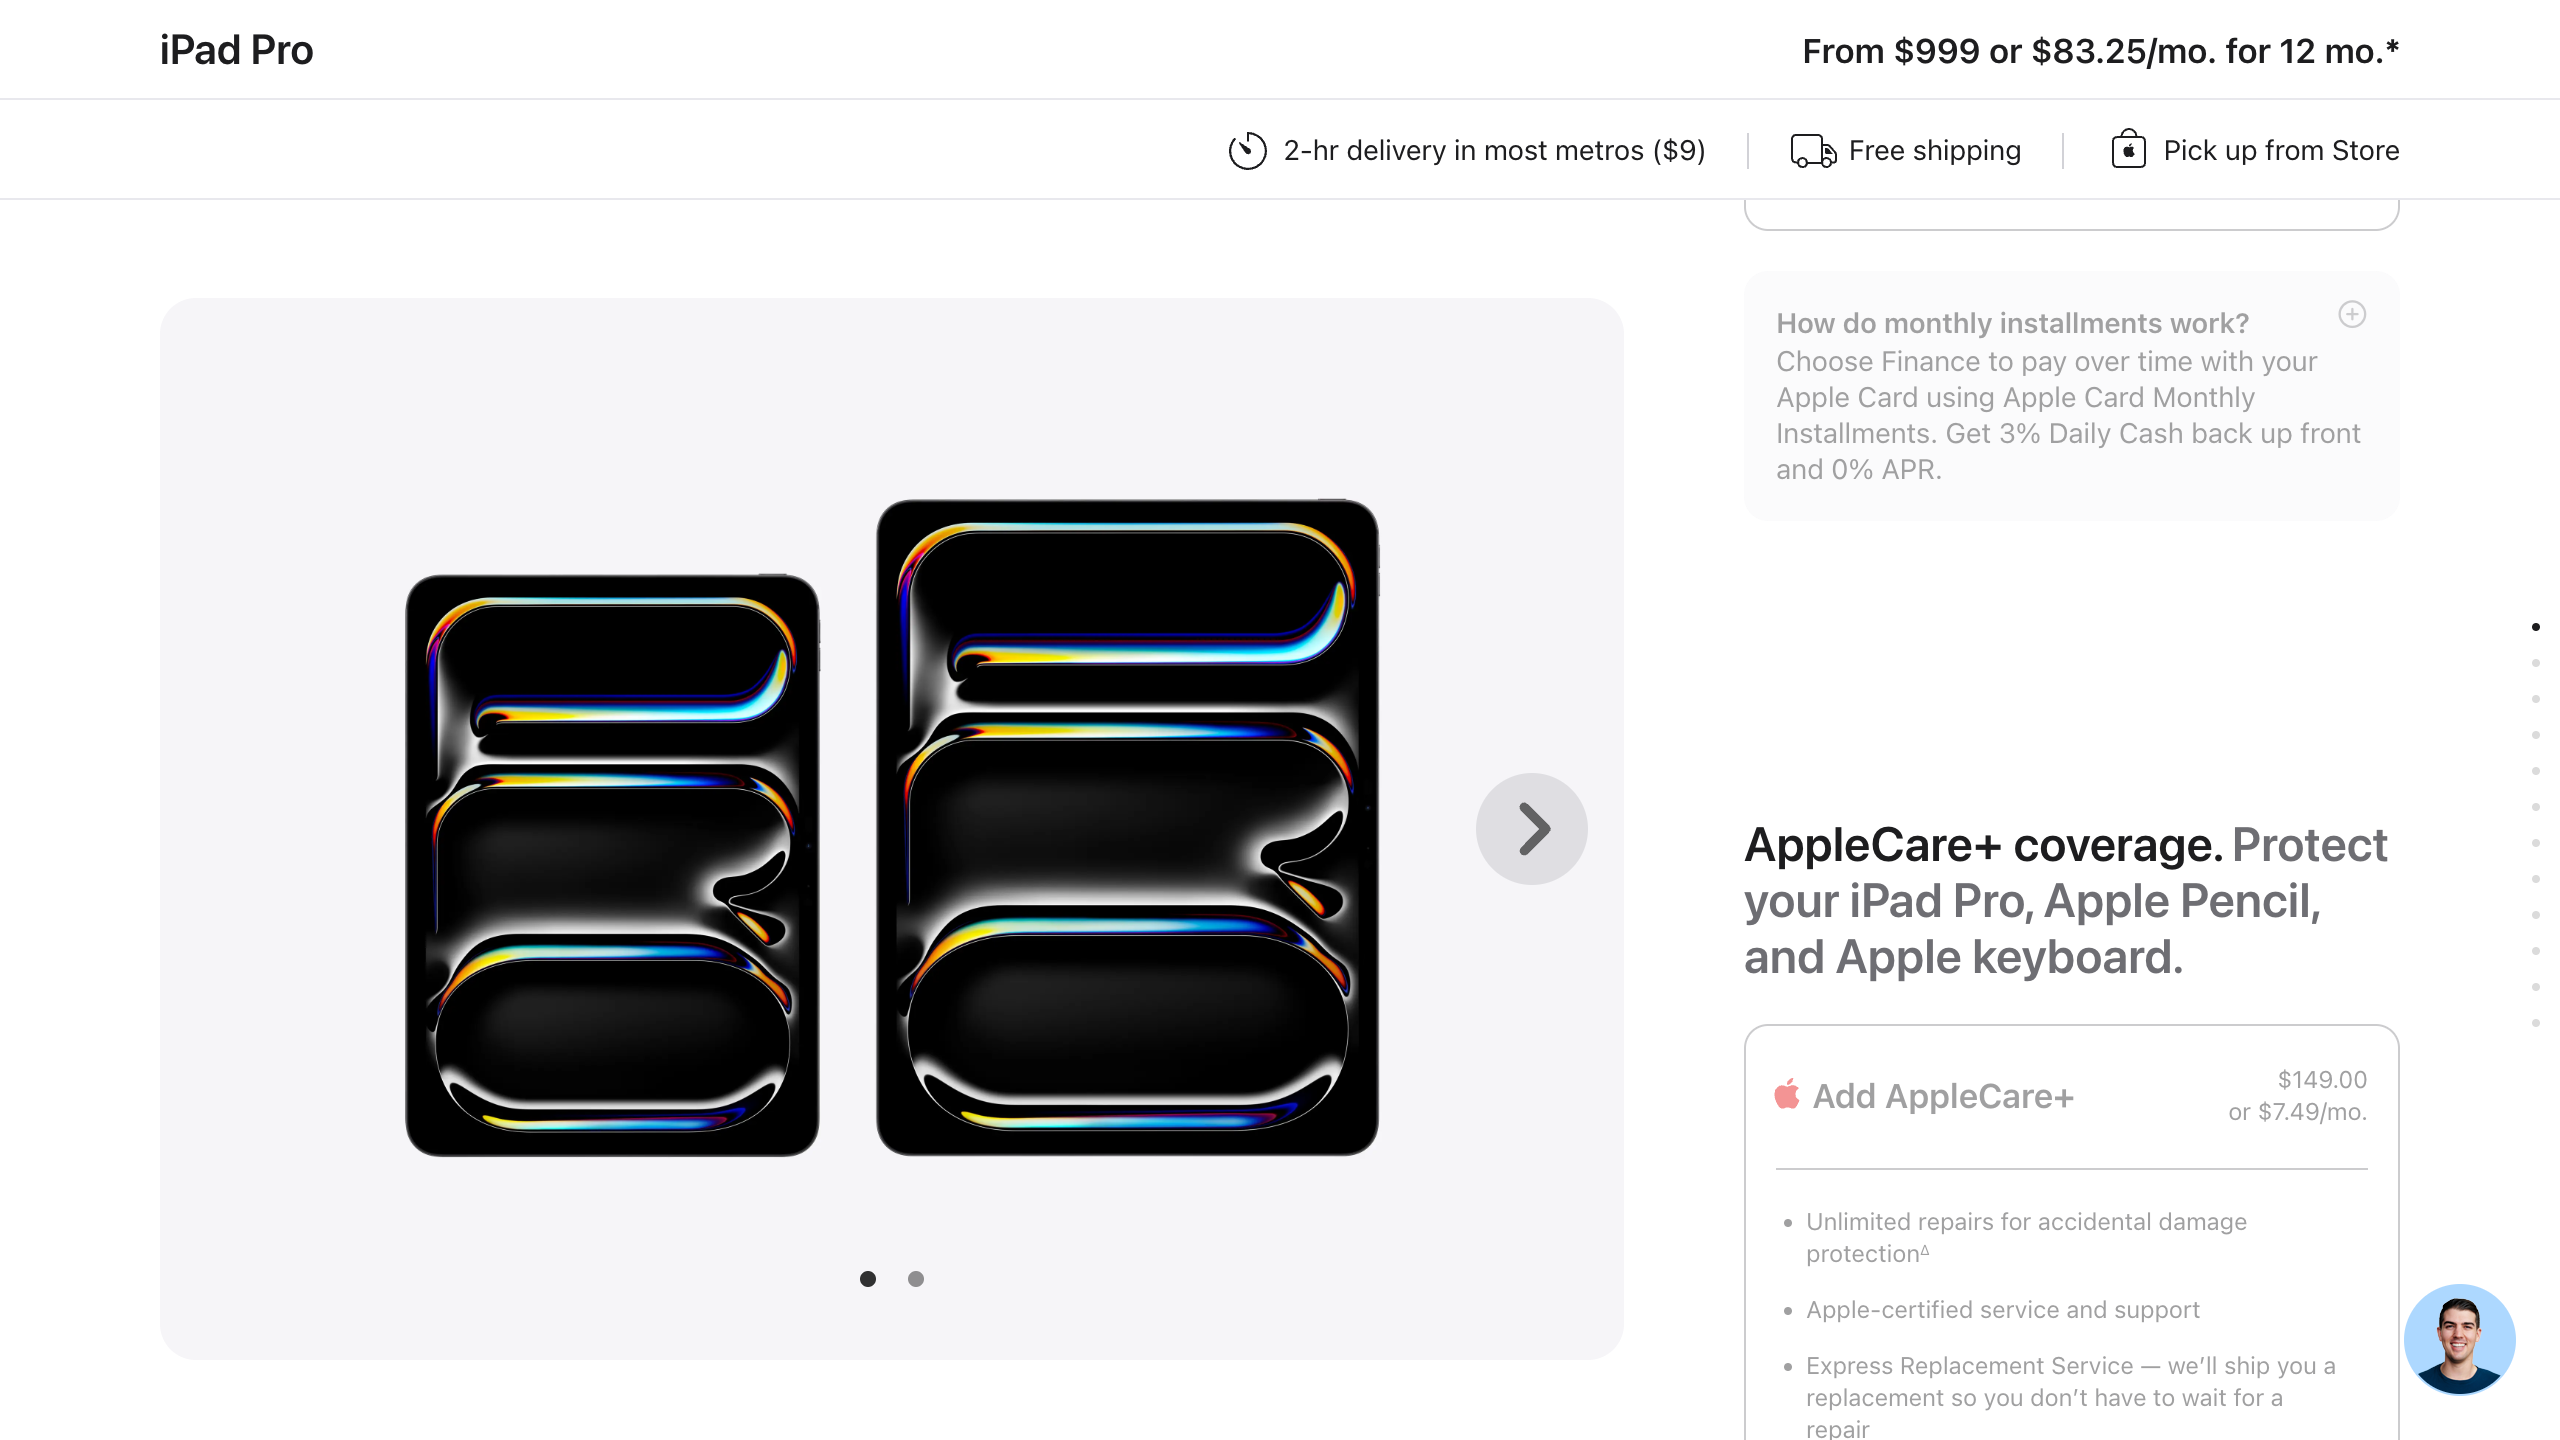 iPad Pro
From $999 or $83.25/mo. for 12 mo.*
2-hr delivery in most metros ($9)
Free shipping
Pick up from Store
How do monthly installments work?
Choose Finance to pay over time with your
Apple Card using Apple Card Monthly
Installments. Get 3% Daily Cash back up front
and 0% APR.
AppleCare+ coverage. Protect
your iPad Pro, Apple Pencil,
and Apple keyboard.
Add AppleCare+
$149.00
or $7.49/mo.
• Unlimited repairs for accidental damage
protection∆
• Apple-certified service and support
• Express Replacement Service — we’ll ship you a
replacement so you don’t have to wait for a
repair